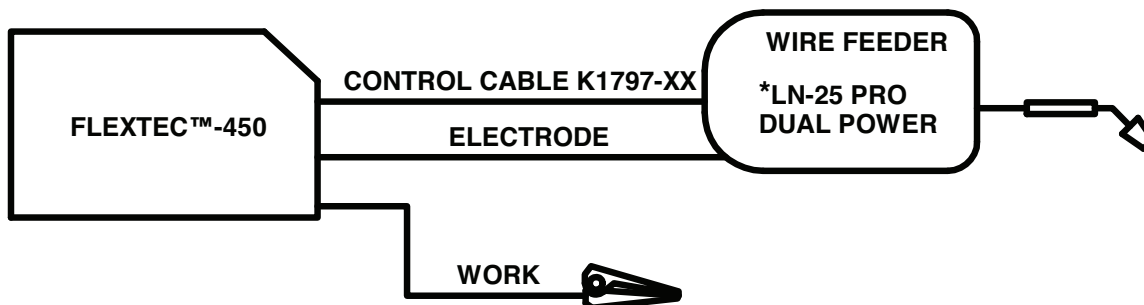 FLEXTEC™-450
CONTROL CABLE K1797-XX
ELECTRODE
WORK
WIRE FEEDER
*LN-25 PRO
DUAL POWER